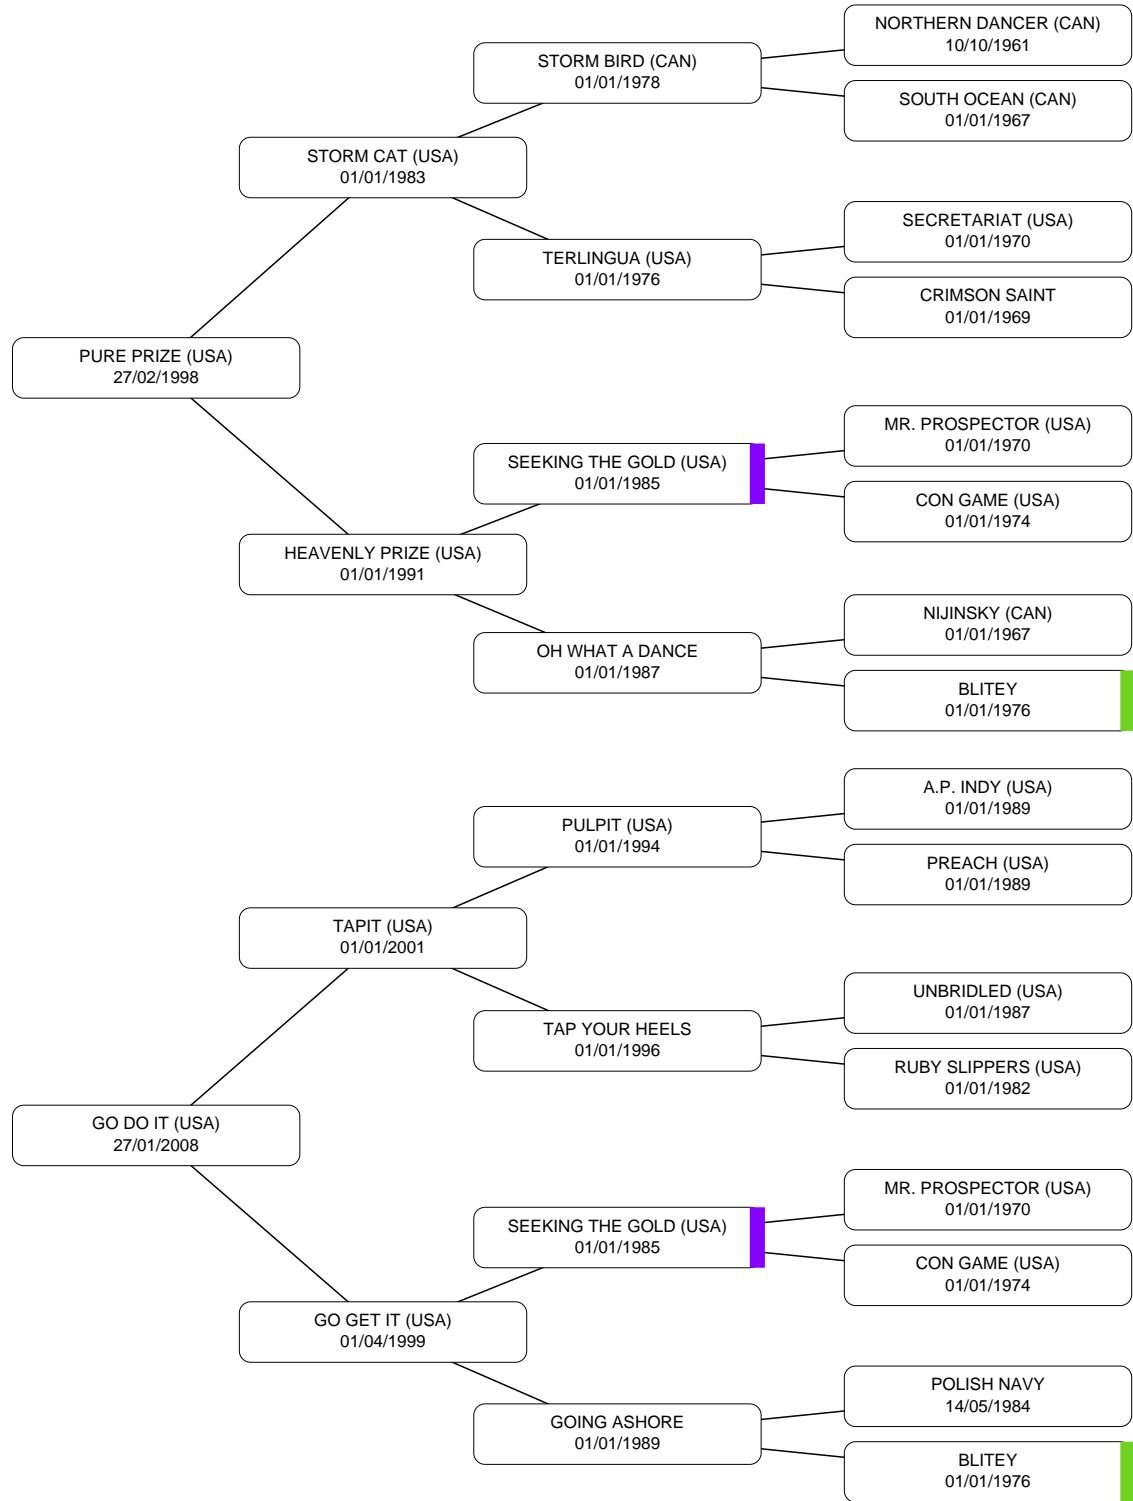 NORTHERN DANCER (CAN)
10/10/1961
STORM BIRD (CAN)
01/01/1978
SOUTH OCEAN (CAN)
01/01/1967
STORM CAT (USA)
01/01/1983
SECRETARIAT (USA)
01/01/1970
TERLINGUA (USA)
01/01/1976
CRIMSON SAINT
01/01/1969
PURE PRIZE (USA)
27/02/1998
MR. PROSPECTOR (USA)
01/01/1970
SEEKING THE GOLD (USA)
01/01/1985
CON GAME (USA)
01/01/1974
HEAVENLY PRIZE (USA)
01/01/1991
NIJINSKY (CAN)
01/01/1967
OH WHAT A DANCE
01/01/1987
BLITEY
01/01/1976
A.P. INDY (USA)
01/01/1989
PULPIT (USA)
01/01/1994
PREACH (USA)
01/01/1989
TAPIT (USA)
01/01/2001
UNBRIDLED (USA)
01/01/1987
TAP YOUR HEELS
01/01/1996
RUBY SLIPPERS (USA)
01/01/1982
GO DO IT (USA)
27/01/2008
MR. PROSPECTOR (USA)
01/01/1970
SEEKING THE GOLD (USA)
01/01/1985
CON GAME (USA)
01/01/1974
GO GET IT (USA)
01/04/1999
POLISH NAVY
14/05/1984
GOING ASHORE
01/01/1989
BLITEY
01/01/1976